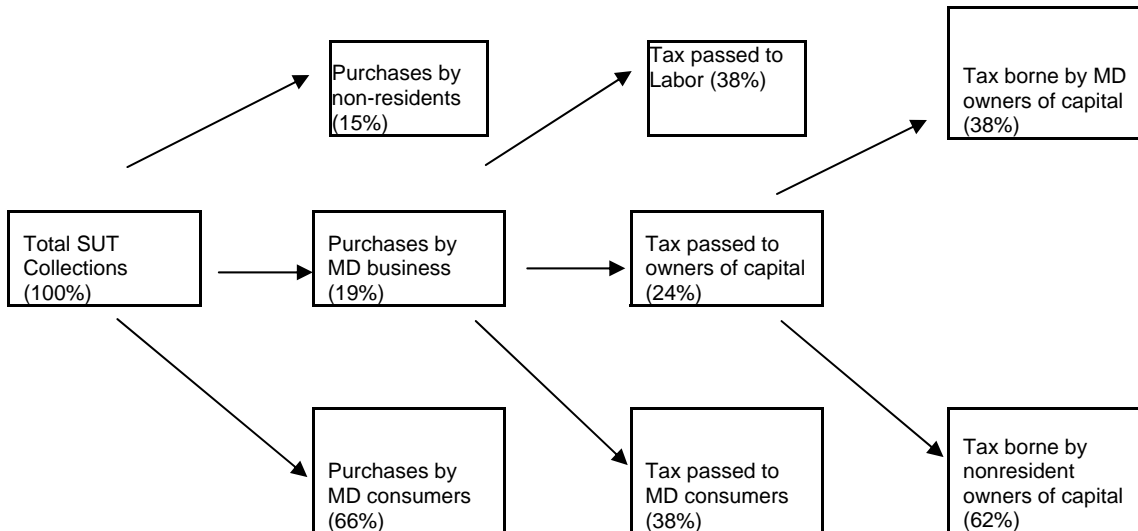 Purchases by
non-residents
(15%)
Tax passed to
Labor (38%)
Tax borne by MD
owners of capital
(38%)
Total SUT
Collections
(100%)
Purchases by
MD business
(19%)
Tax passed to
owners of capital
(24%)
Purchases by
MD consumers
(66%)
Tax passed to
MD consumers
(38%)
Tax borne by
nonresident
owners of capital
(62%)